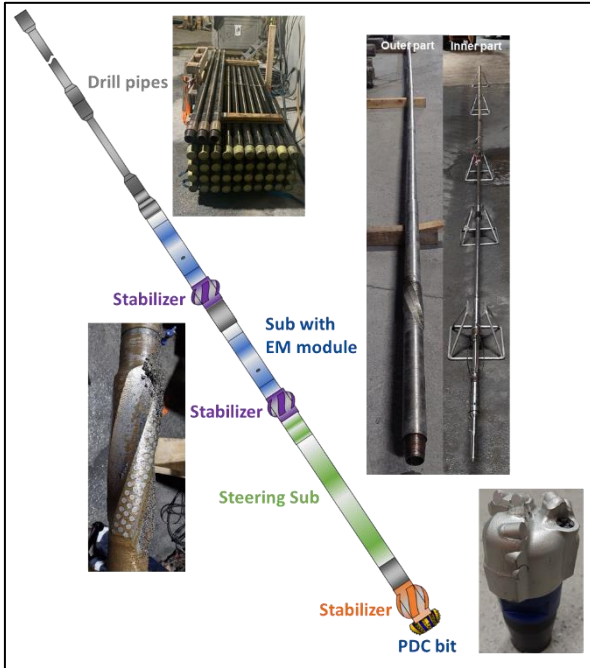 Drill pipes
Outer part
Inner part
Stabilizer
Sub with
EM module
Stabilizer
Steering Sub
Stabilizer
PDC bit